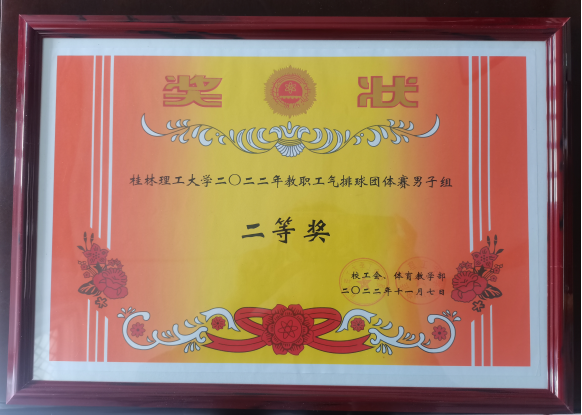 奖 状
桂林理工大学二〇二二年教职工气排球团体赛男子组
二等奖
校工会、体育教学部
二〇二二年十一月七日